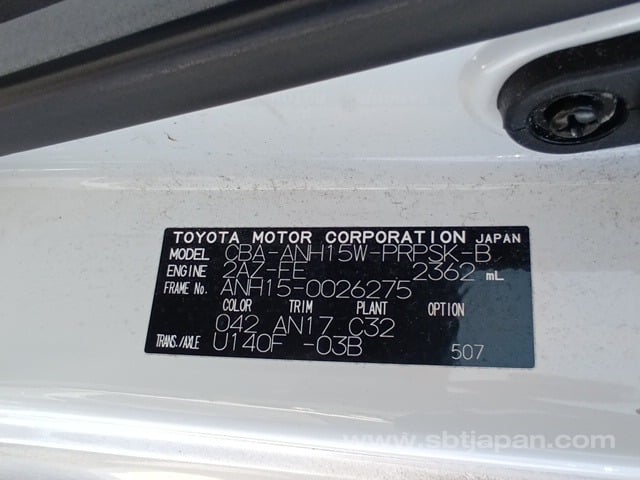 TOYOTA MOTOR CORPORATION JAPAN
MODEL CBA-ANH15W-PRPSK-B
ENGINE 2AZ-FE 2362 mL
FRAME No. ANH15-0026275
COLOR TRIM PLANT OPTION
042 AN17 C32
TRANS./AXLE U140F -03B 507
www.sbtjapan.com